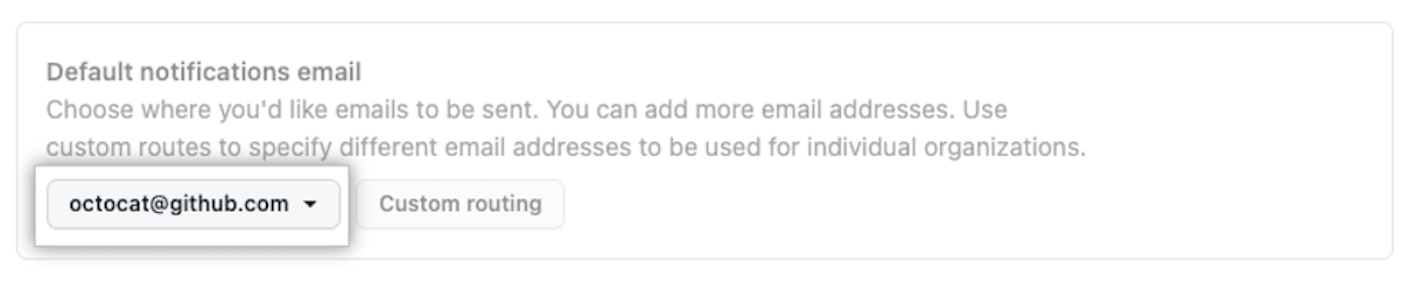 Default notifications email
Choose where you'd like emails to be sent. You can add more email addresses. Use
custom routes to specify different email addresses to be used for individual organizations.
octocat@github.com Custom routing